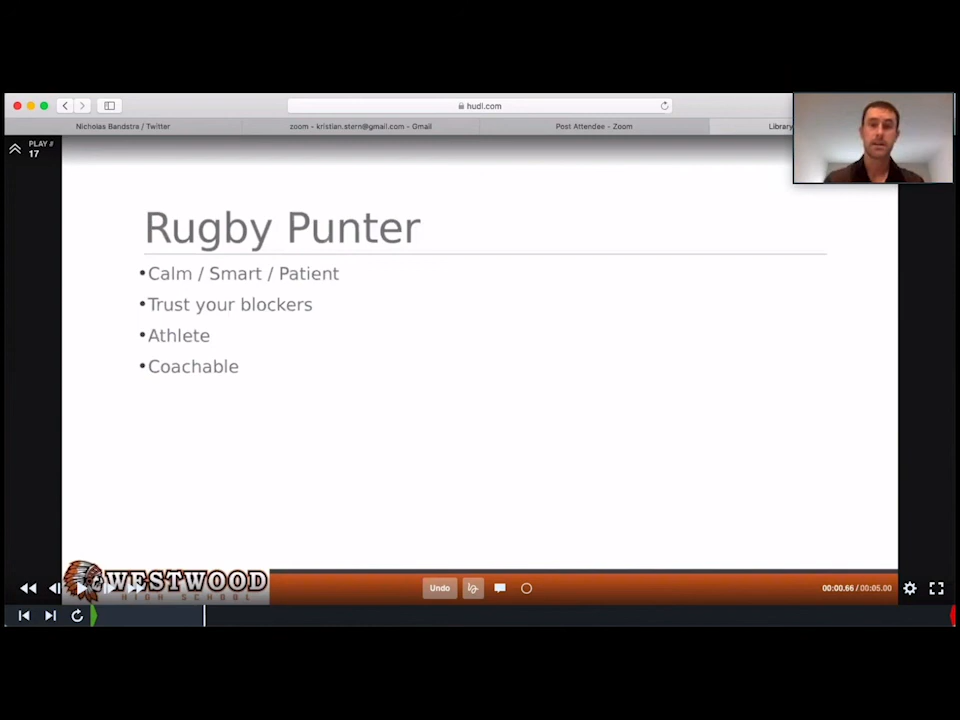 hudl.com
Nicholas Bandstre / Twitter
zoom - kristian.stern@gmail.com - Gmail
Post Attendee - Zoom
Library
PLAY #
17
Rugby Punter
•Calm / Smart / Patient
•Trust your blockers
•Athlete
•Coachable
WESTWOOD
HIGH SCHOOL
Undo
00:00.66 / 00:05.00